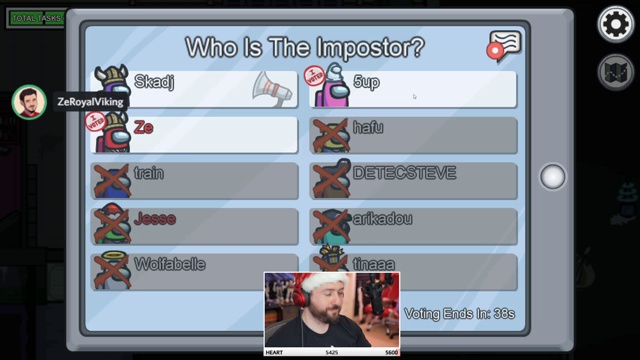 TOTAL TASKS
Who Is The Impostor?
Skadj
I VOTED
5up
ZeRoyalViking
I VOTED
Ze
hafu
train
DETECSTEVE
Jesse
arikadou
Wolfabelle
tinaaa
Voting Ends In: 38s
HEART 5425 5600